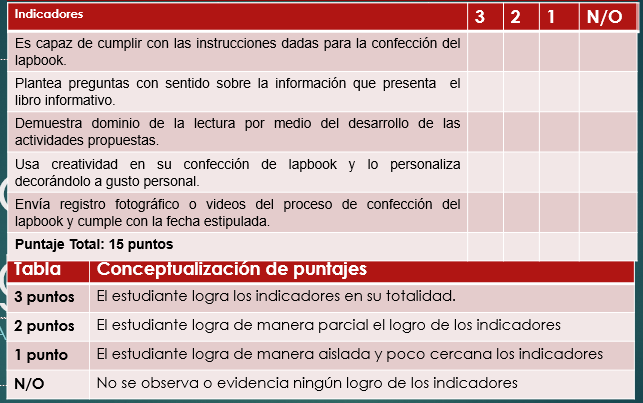 Indicadores 3 2 1 N/O
Es capaz de cumplir con las instrucciones dadas para la confección del
lapbook.
Plantea preguntas con sentido sobre la información que presenta el
libro informativo.
Demuestra dominio de la lectura por medio del desarrollo de las
actividades propuestas.
Usa creatividad en su confección de lapbook y lo personaliza
decorándolo a gusto personal.
Envía registro fotográfico o videos del proceso de confección del
lapbook y cumple con la fecha estipulada.
Puntaje Total: 15 puntos
Tabla Conceptualización de puntajes
3 puntos El estudiante logra los indicadores en su totalidad.
2 puntos El estudiante logra de manera parcial el logro de los indicadores
1 punto El estudiante logra de manera aislada y poco cercana los indicadores
N/O No se observa o evidencia ningún logro de los indicadores